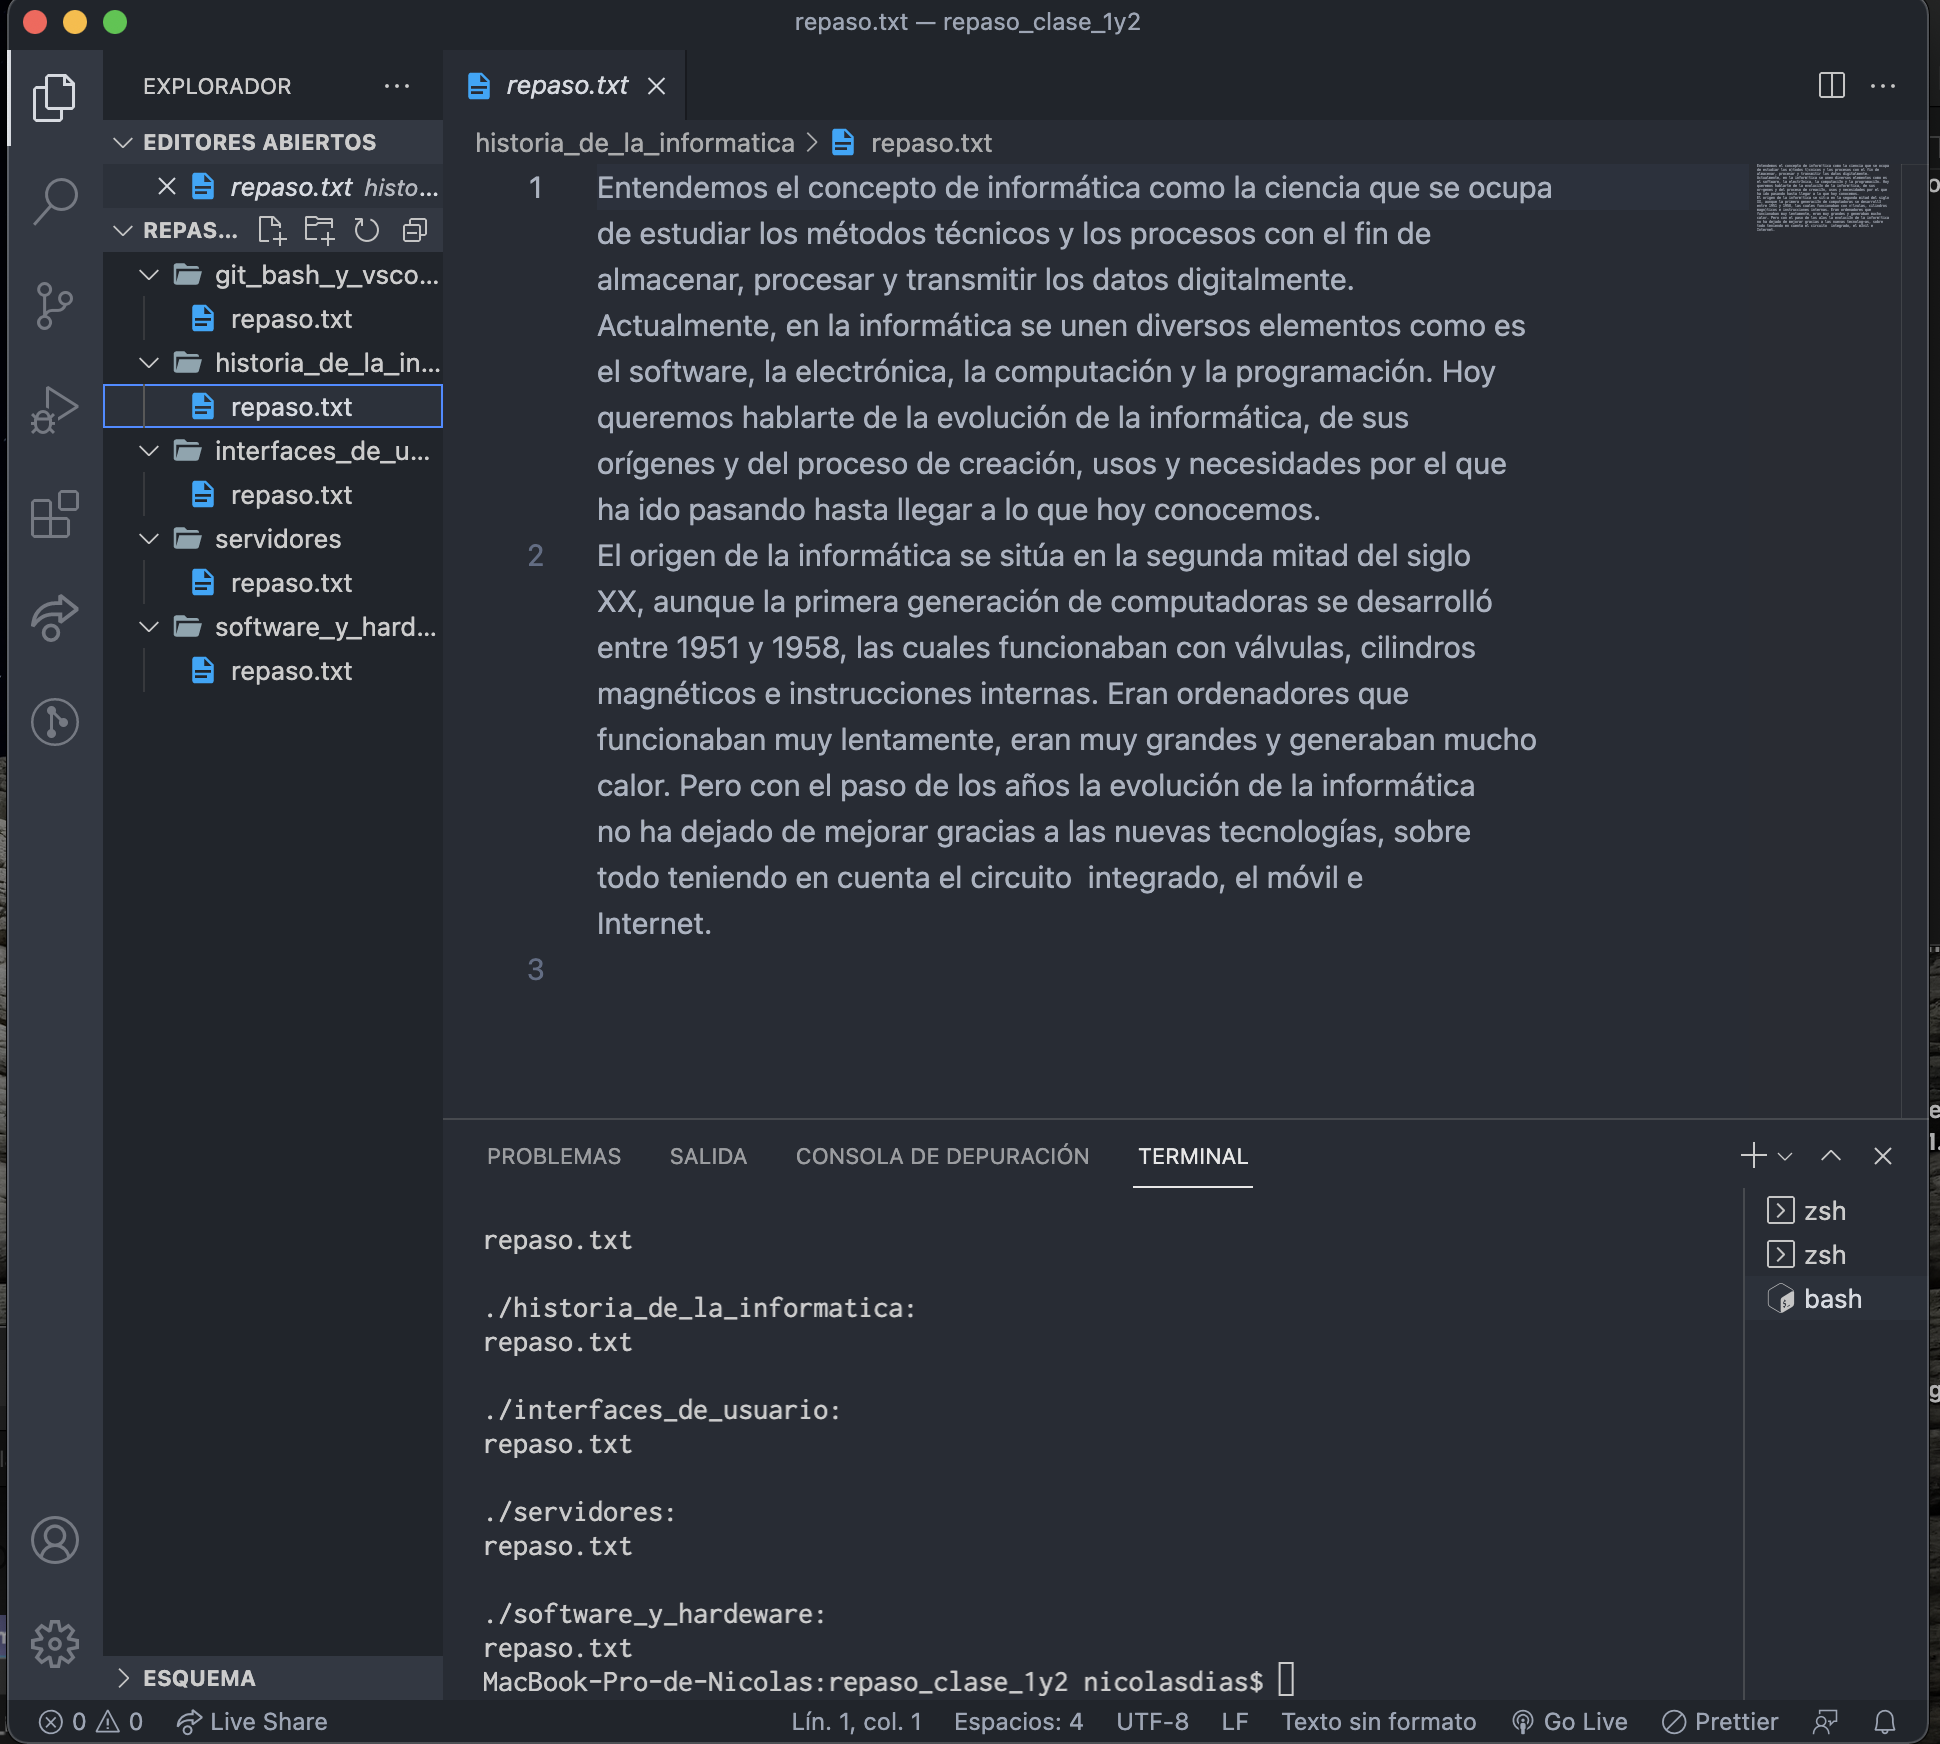 repaso.txt — repaso_clase_1y2
EXPLORADOR
EDITORES ABIERTOS
repaso.txt histo...
REPAS...
git_bash_y_vsco...
repaso.txt
historia_de_la_in...
repaso.txt
interfaces_de_u...
repaso.txt
servidores
repaso.txt
software_y_hard...
repaso.txt
ESQUEMA
repaso.txt
historia_de_la_informatica > repaso.txt
1 Entendemos el concepto de informática como la ciencia que se ocupa
de estudiar los métodos técnicos y los procesos con el fin de
almacenar, procesar y transmitir los datos digitalmente.
Actualmente, en la informática se unen diversos elementos como es
el software, la electrónica, la computación y la programación. Hoy
queremos hablarte de la evolución de la informática, de sus
orígenes y del proceso de creación, usos y necesidades por el que
ha ido pasando hasta llegar a lo que hoy conocemos.
2 El origen de la informática se sitúa en la segunda mitad del siglo
XX, aunque la primera generación de computadoras se desarrolló
entre 1951 y 1958, las cuales funcionaban con válvulas, cilindros
magnéticos e instrucciones internas. Eran ordenadores que
funcionaban muy lentamente, eran muy grandes y generaban mucho
calor. Pero con el paso de los años la evolución de la informática
no ha dejado de mejorar gracias a las nuevas tecnologías, sobre
todo teniendo en cuenta el circuito  integrado, el móvil e
Internet.
3
PROBLEMAS SALIDA CONSOLA DE DEPURACIÓN TERMINAL
repaso.txt
./historia_de_la_informatica:
repaso.txt
./interfaces_de_usuario:
repaso.txt
./servidores:
repaso.txt
./software_y_hardeware:
repaso.txt
MacBook-Pro-de-Nicolas:repaso_clase_1y2 nicolasdias$
zsh
zsh
bash
0 0 Live Share Lín. 1, col. 1 Espacios: 4 UTF-8 LF Texto sin formato Go Live Prettier